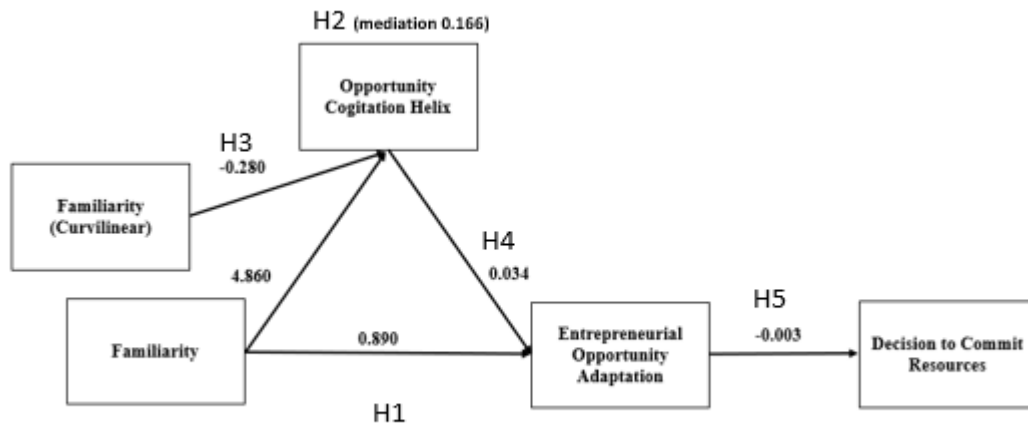 H2 (mediation 0.166)
Opportunity
Cogitation Helix
H3
-0.280
Familiarity
(Curvilinear)
H4
0.034
4.860
H5
-0.003
Familiarity
0.890
Entrepreneurial
Opportunity
Adaptation
Decision to Commit
Resources
H1